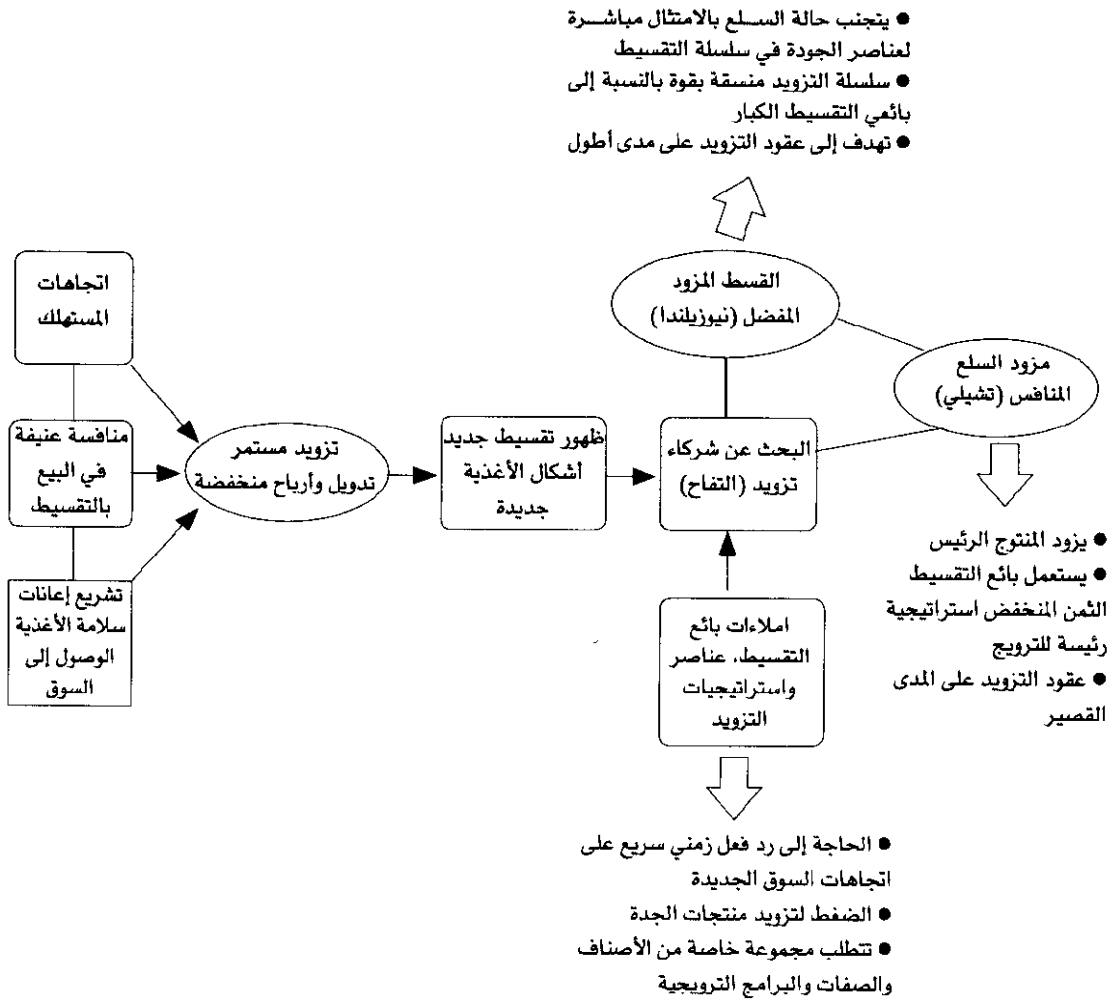 ● يتجنب حالة السلع بالامتثال مباشرة
لعناصر الجودة في سلسلة التقسيط
● سلسلة التزويد منسقة بقوة بالنسبة إلى
بائعي التقسيط الكبار
● تهدف إلى عقود التزويد على مدى أطول
اتجاهات
المستهلك
منافسة عنيفة
في البيع
بالتقسيط
تشريع إعانات
سلامة الأغذية
الوصول إلى
السوق
تزويد مستمر
تدويل وأرباح منخفضة
ظهور تقسيط جديد
أشكال الأغذية
جديدة
البحث عن شركاء
تزويد (التفاح)
القسط المزود
المفضل (نيوزيلندا)
مزود السلع
المنافس (تشيلي)
● يزود المنتوج الرئيس
● يستعمل بائع التقسيط
الثمن المنخفض استراتيجية
رئيسة للترويج
● عقود التزويد على المدى
القصير
املاءات بائع
التقسيط، عناصر
واستراتيجيات
التزويد
● الحاجة إلى رد فعل زمني سريع على
اتجاهات السوق الجديدة
● الضغط لتزويد منتجات الجدة
● تتطلب مجموعة خاصة من الأصناف
والصفات والبرامج الترويجية